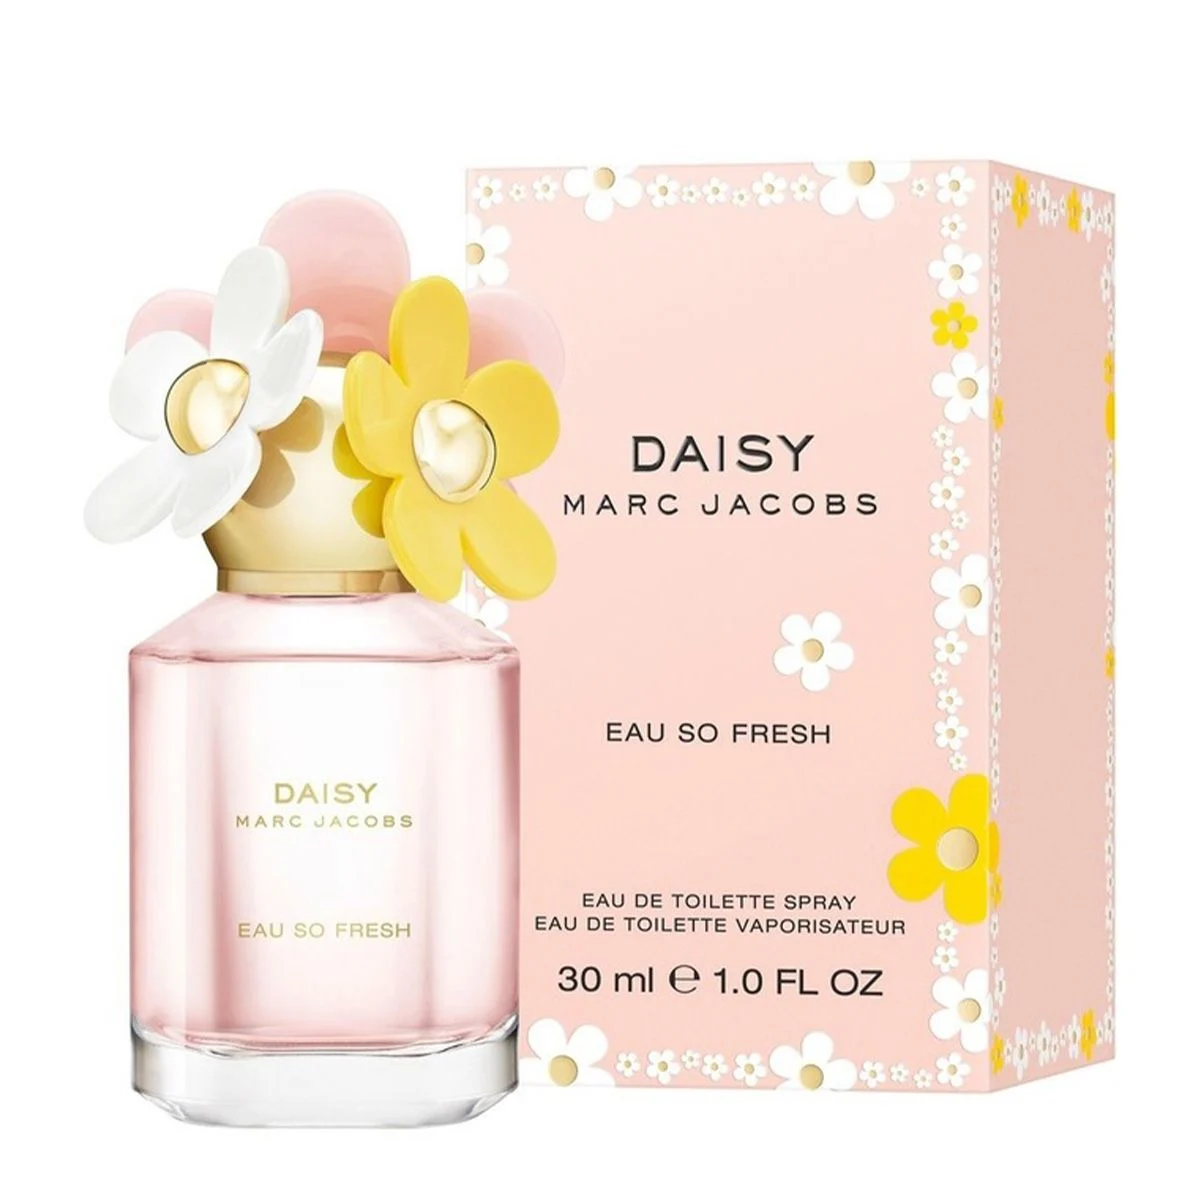 DAISY
MARC JACOBS
EAU SO FRESH
DAISY
MARC JACOBS
EAU SO FRESH
EAU DE TOILETTE SPRAY
EAU DE TOILETTE VAPORISATEUR
30 ml ℮ 1.0 FL OZ